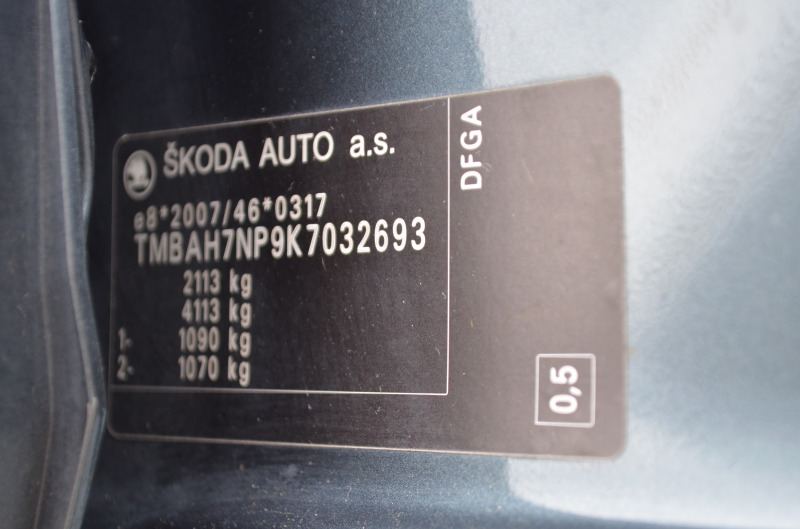 ŠKODA AUTO a.s.
e8*2007/46*0317
TMBAH7NP9K7032693
2113 kg
4113 kg
1- 1090 kg
2- 1070 kg
DFGA
0,5